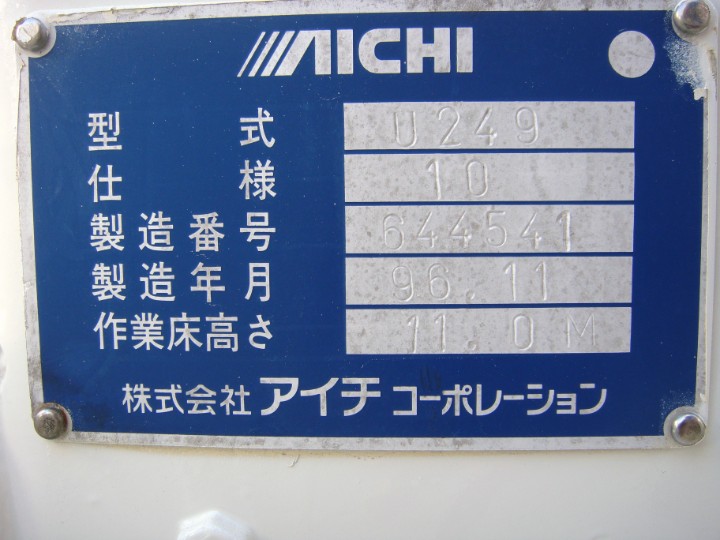 AICHI
型式 U249
仕様 10
製造番号 644541
製造年月 96.11
作業床高さ 11.0M
株式会社 アイチ コーポレーション